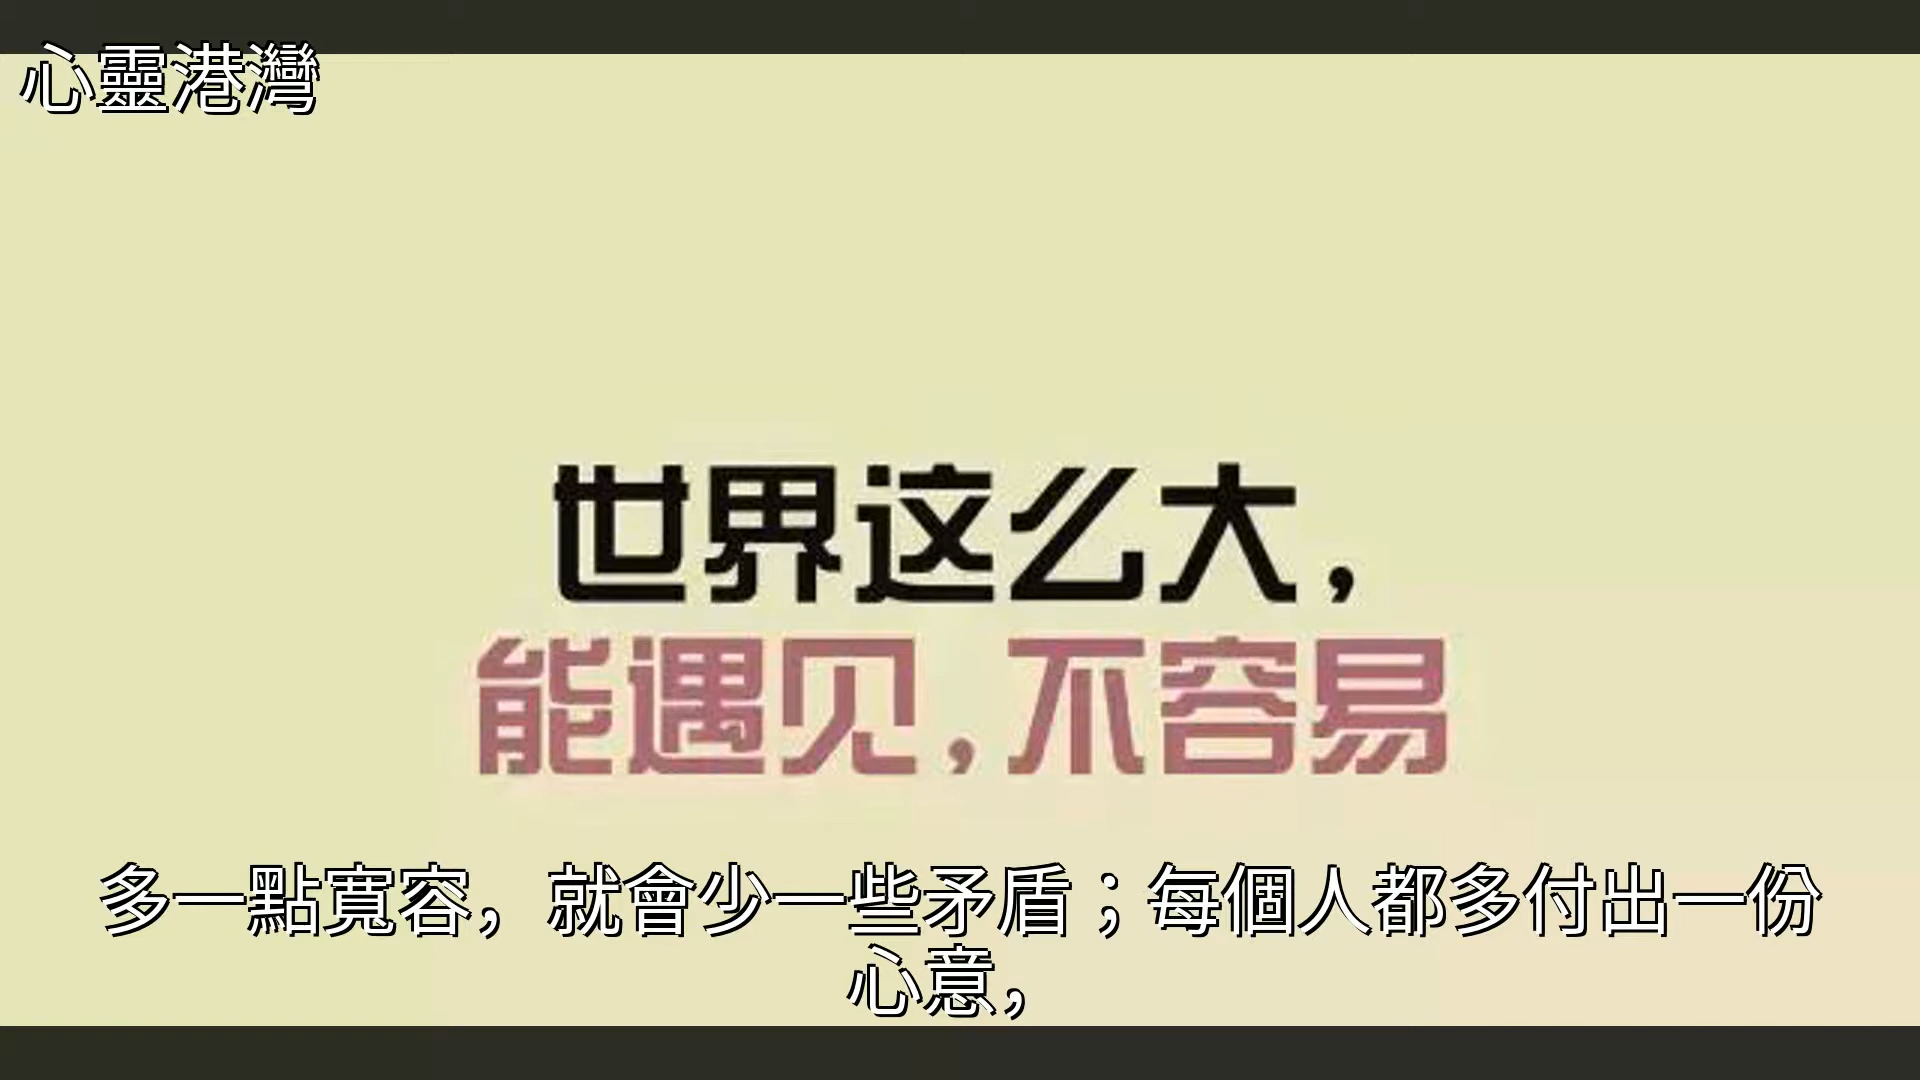 心靈港灣
世界这么大，
能遇见，不容易
多一點寬容，就會少一些矛盾；每個人都多付出一份
心意，